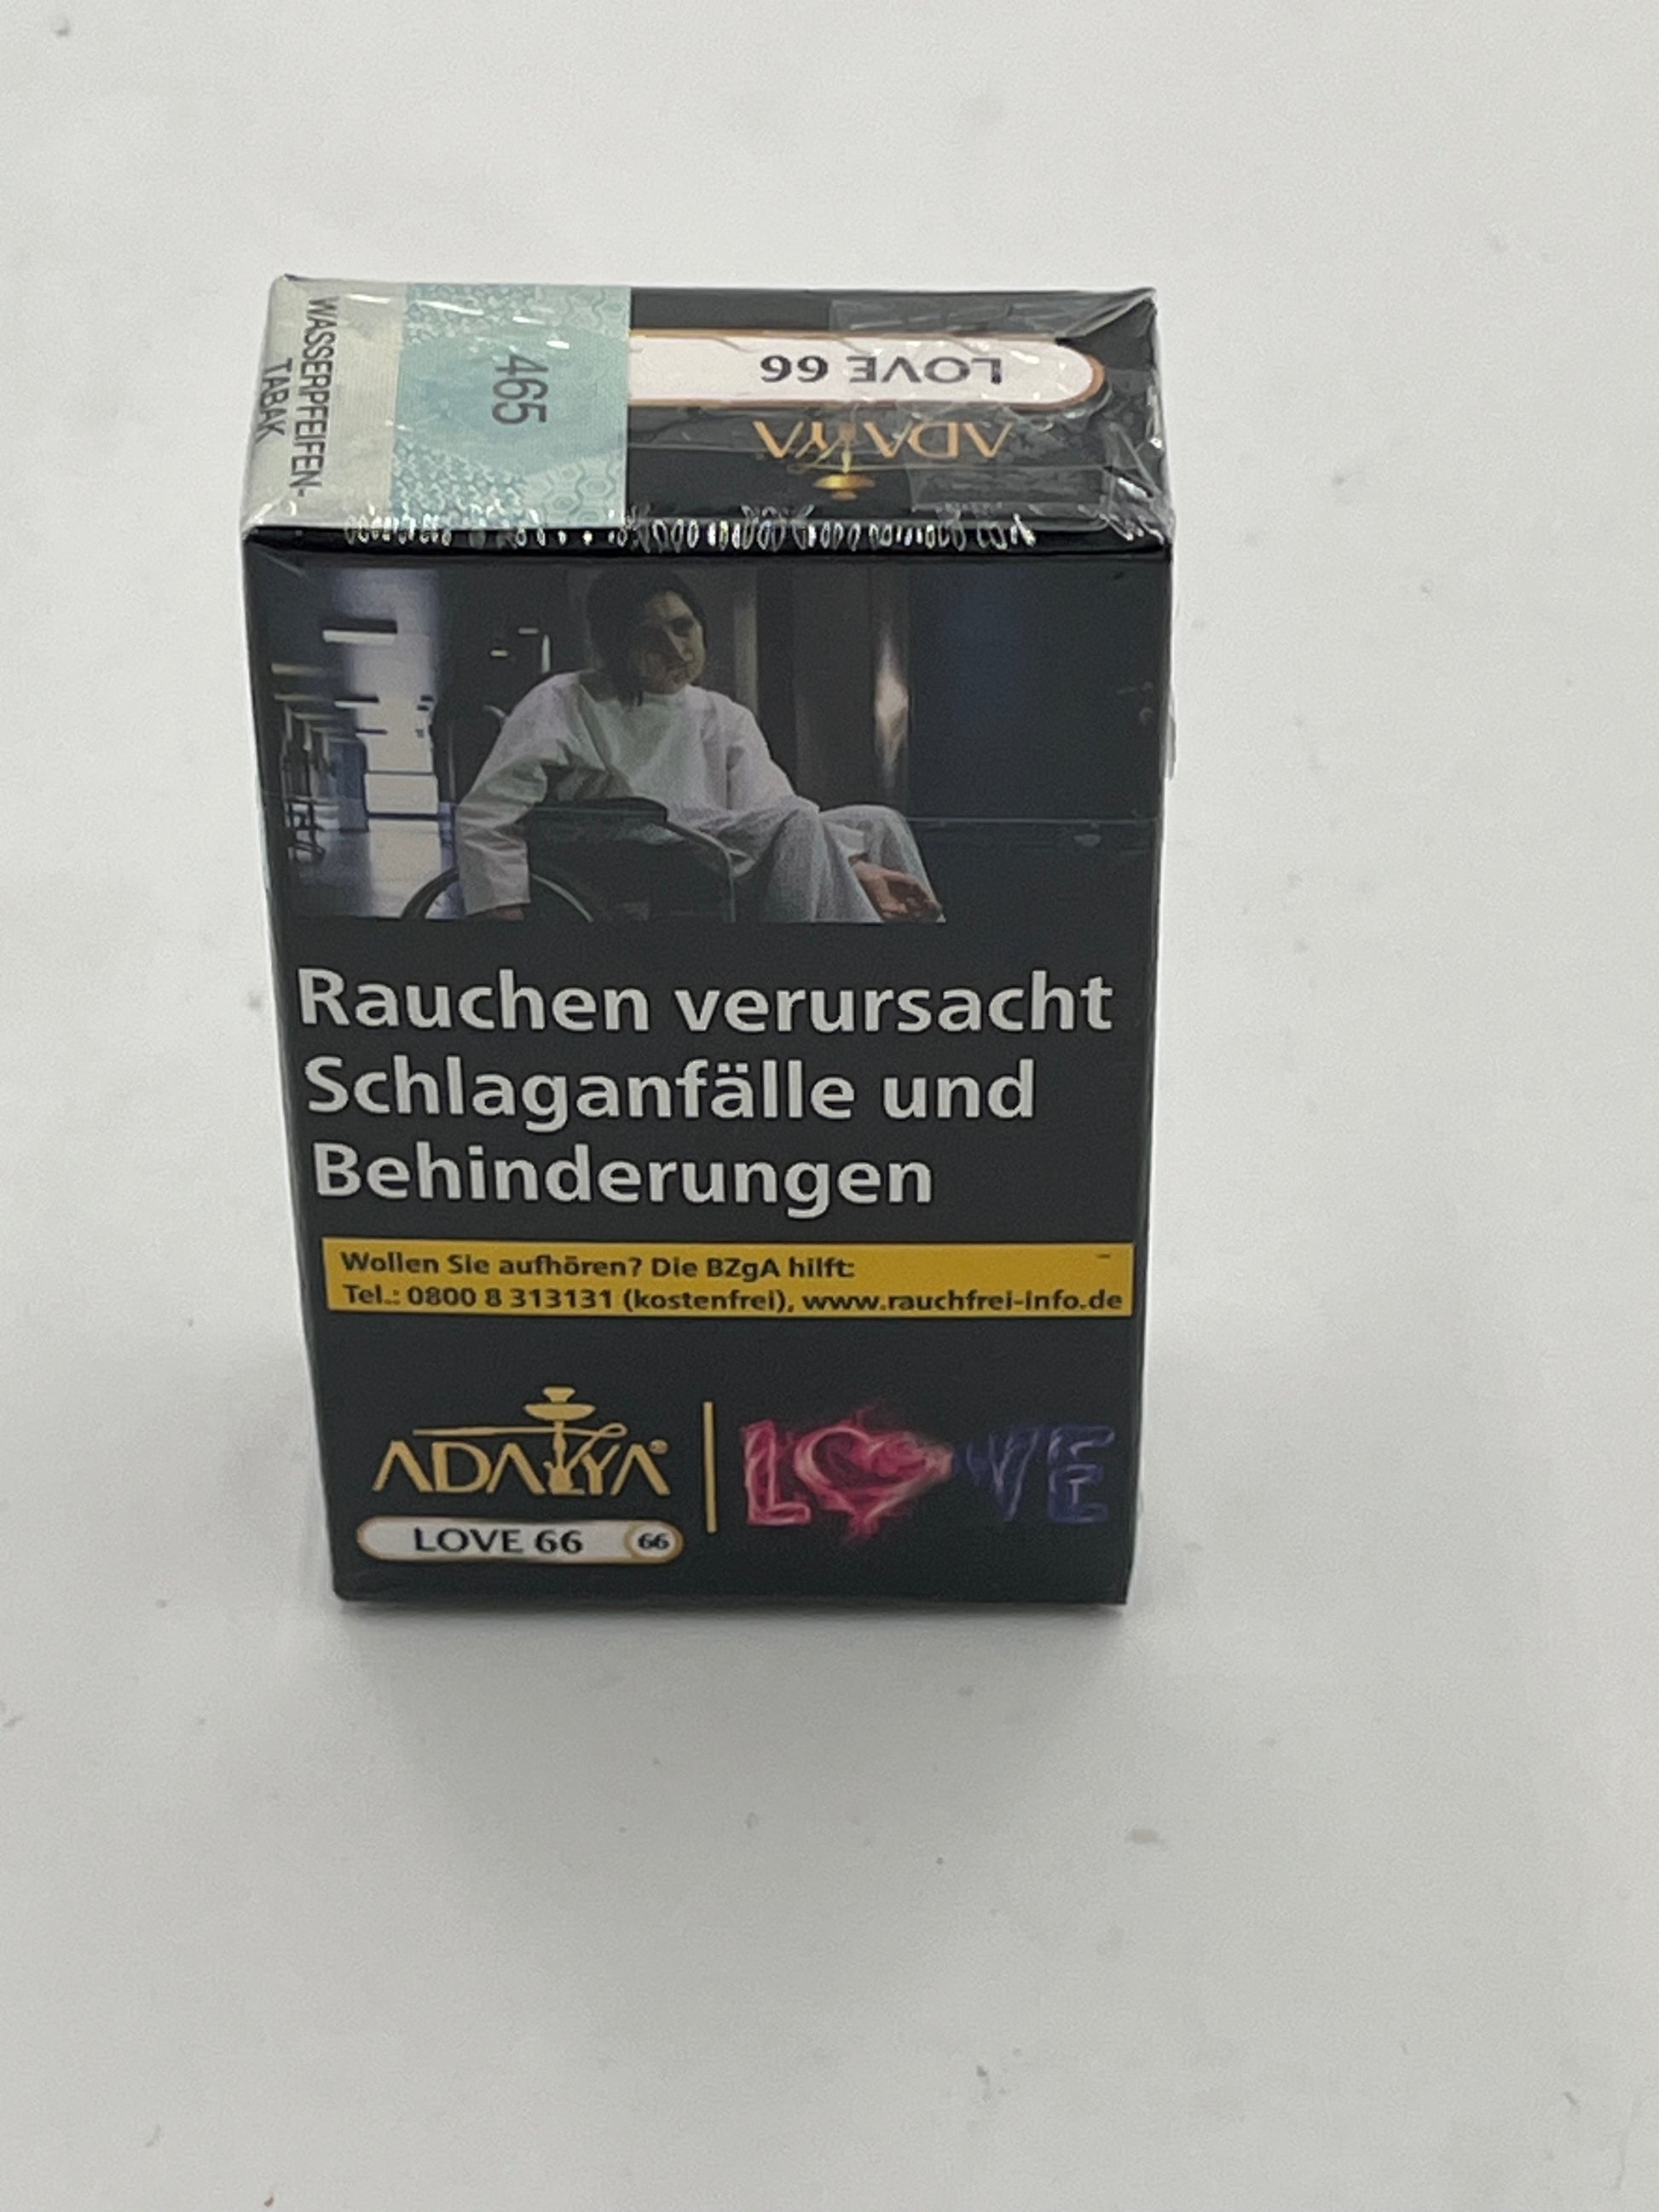 WASSERPFEIFEN-
TABAK
465
LOVE 66
ADALYA
Rauchen verursacht
Schlaganfälle und
Behinderungen
Wollen Sie aufhören? Die BZgA hilft:
Tel.: 0800 8 313131 (kostenfrei), www.rauchfrei-info.de
ADALYA®
LOVE
LOVE 66 66